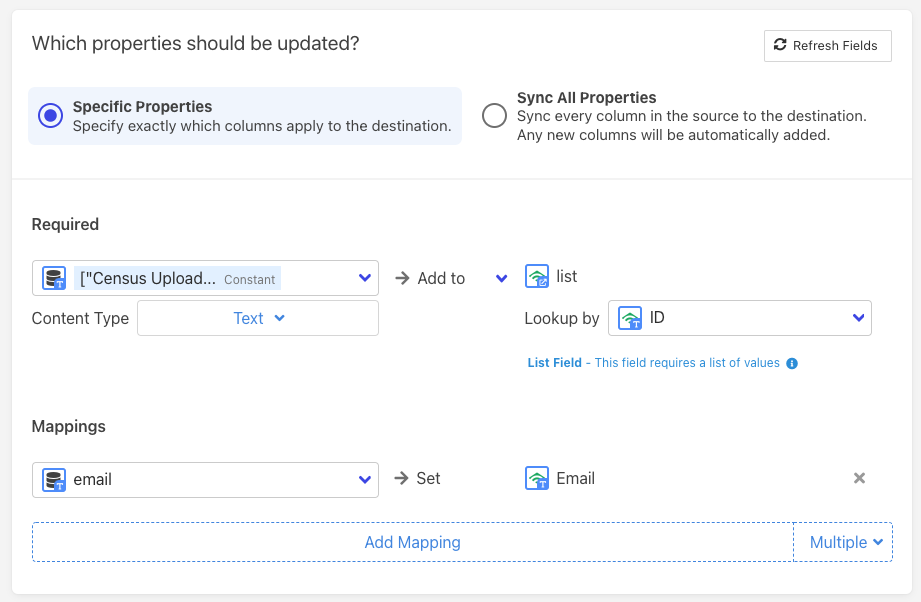 Which properties should be updated?
Refresh Fields
Specific Properties
Specify exactly which columns apply to the destination.
Sync All Properties
Sync every column in the source to the destination.
Any new columns will be automatically added.
Required
["Census Upload... Constant
Add to
list
Content Type
Text
Lookup by
ID
List Field - This field requires a list of values
Mappings
email
Set
Email
Add Mapping
Multiple